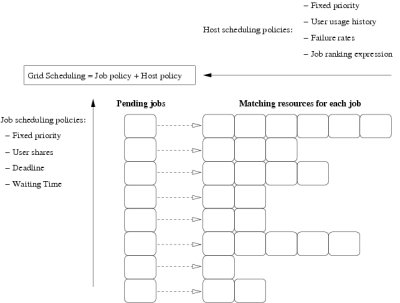 – Fixed priority
– User usage history
Host scheduling policies:
– Failure rates
– Job ranking expression
Grid Scheduling = Job policy + Host policy
Pending jobs
Matching resources for each job
Job scheduling policies:
– Fixed priority
– User shares
– Deadline
– Waiting Time